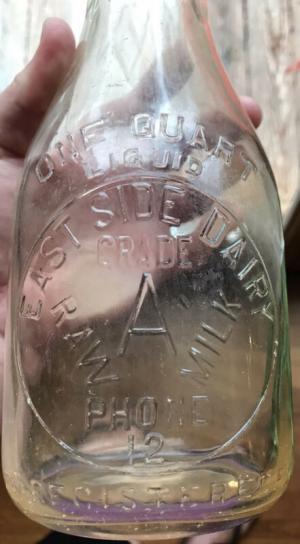 ONE QUART
LIQUID
EAST SIDE DAIRY
GRADE
"A"
RAW MILK
PHONE
12
REGISTERED